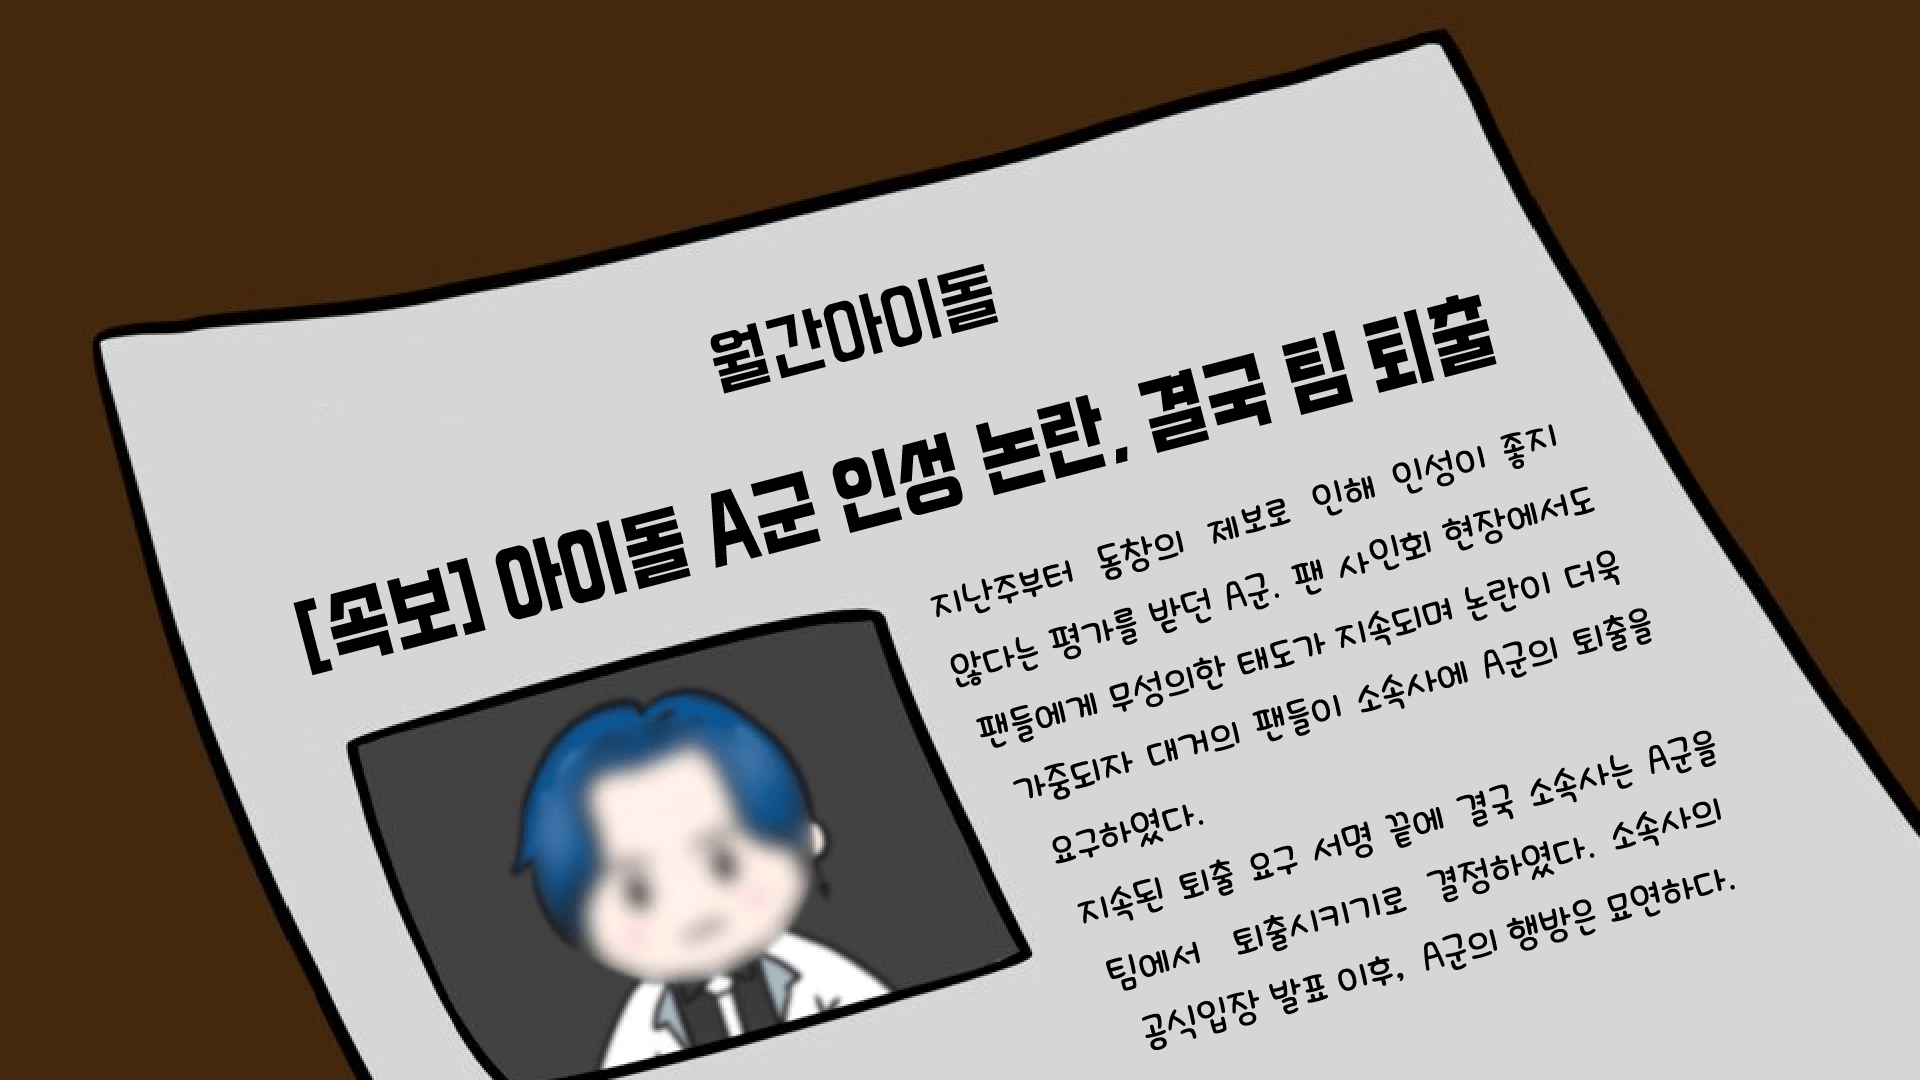 월간아이돌
[속보] 아이돌 A군 인성 논란, 결국 팀 퇴출
지난주부터 동창의 제보로 인해 인성이 좋지
않다는 평가를 받던 A군. 팬 사인회 현장에서도
팬들에게 무성의한 태도가 지속되며 논란이 더욱
가중되자 대거의 팬들이 소속사에 A군의 퇴출을
요구하였다.
지속된 퇴출 요구 서명 끝에 결국 소속사는 A군을
팀에서 퇴출시키기로 결정하였다. 소속사의
공식입장 발표 이후, A군의 행방은 묘연하다.